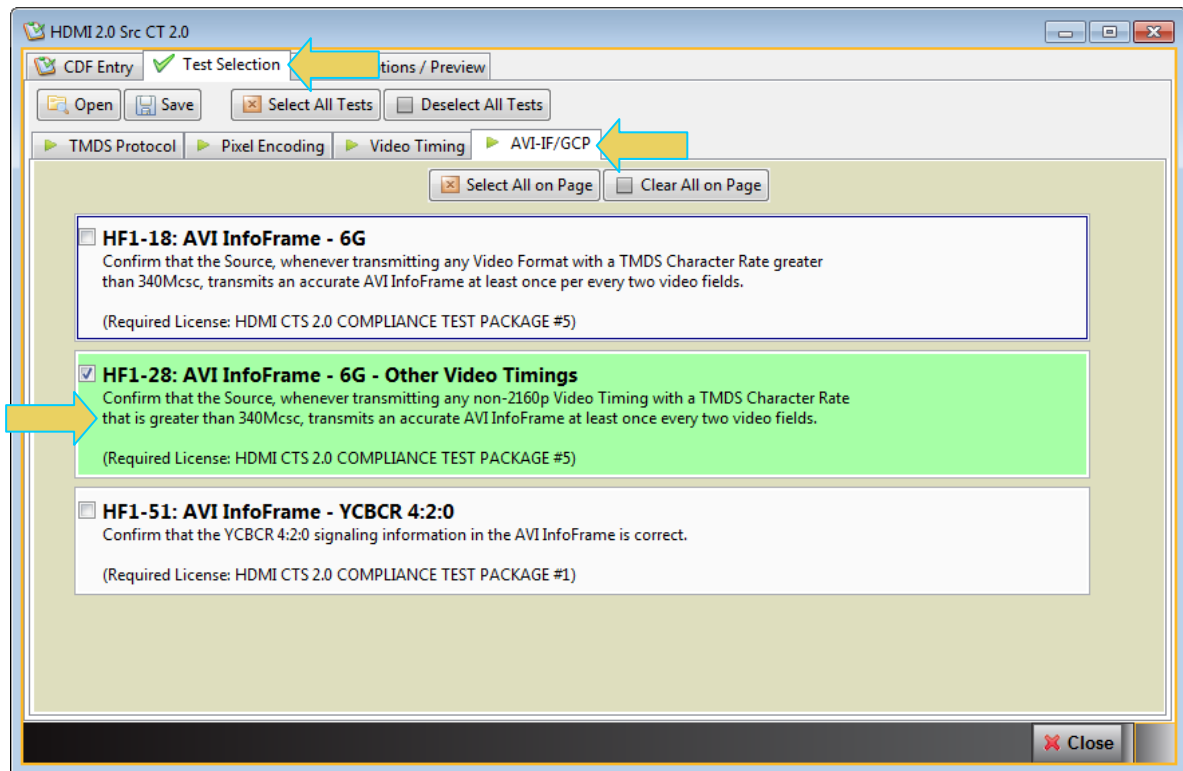 HDMI 2.0 Src CT 2.0
CDF Entry Test Selection tions / Preview
Open Save Select All Tests Deselect All Tests
TMDS Protocol Pixel Encoding Video Timing AVI-IF/GCP
Select All on Page Clear All on Page
HF1-18: AVI InfoFrame - 6G
Confirm that the Source, whenever transmitting any Video Format with a TMDS Character Rate greater
than 340Mcsc, transmits an accurate AVI InfoFrame at least once per every two video fields.
(Required License: HDMI CTS 2.0 COMPLIANCE TEST PACKAGE #5)
HF1-28: AVI InfoFrame - 6G - Other Video Timings
Confirm that the Source, whenever transmitting any non-2160p Video Timing with a TMDS Character Rate
that is greater than 340Mcsc, transmits an accurate AVI InfoFrame at least once every two video fields.
(Required License: HDMI CTS 2.0 COMPLIANCE TEST PACKAGE #5)
HF1-51: AVI InfoFrame - YCBCR 4:2:0
Confirm that the YCBCR 4:2:0 signaling information in the AVI InfoFrame is correct.
(Required License: HDMI CTS 2.0 COMPLIANCE TEST PACKAGE #1)
Close